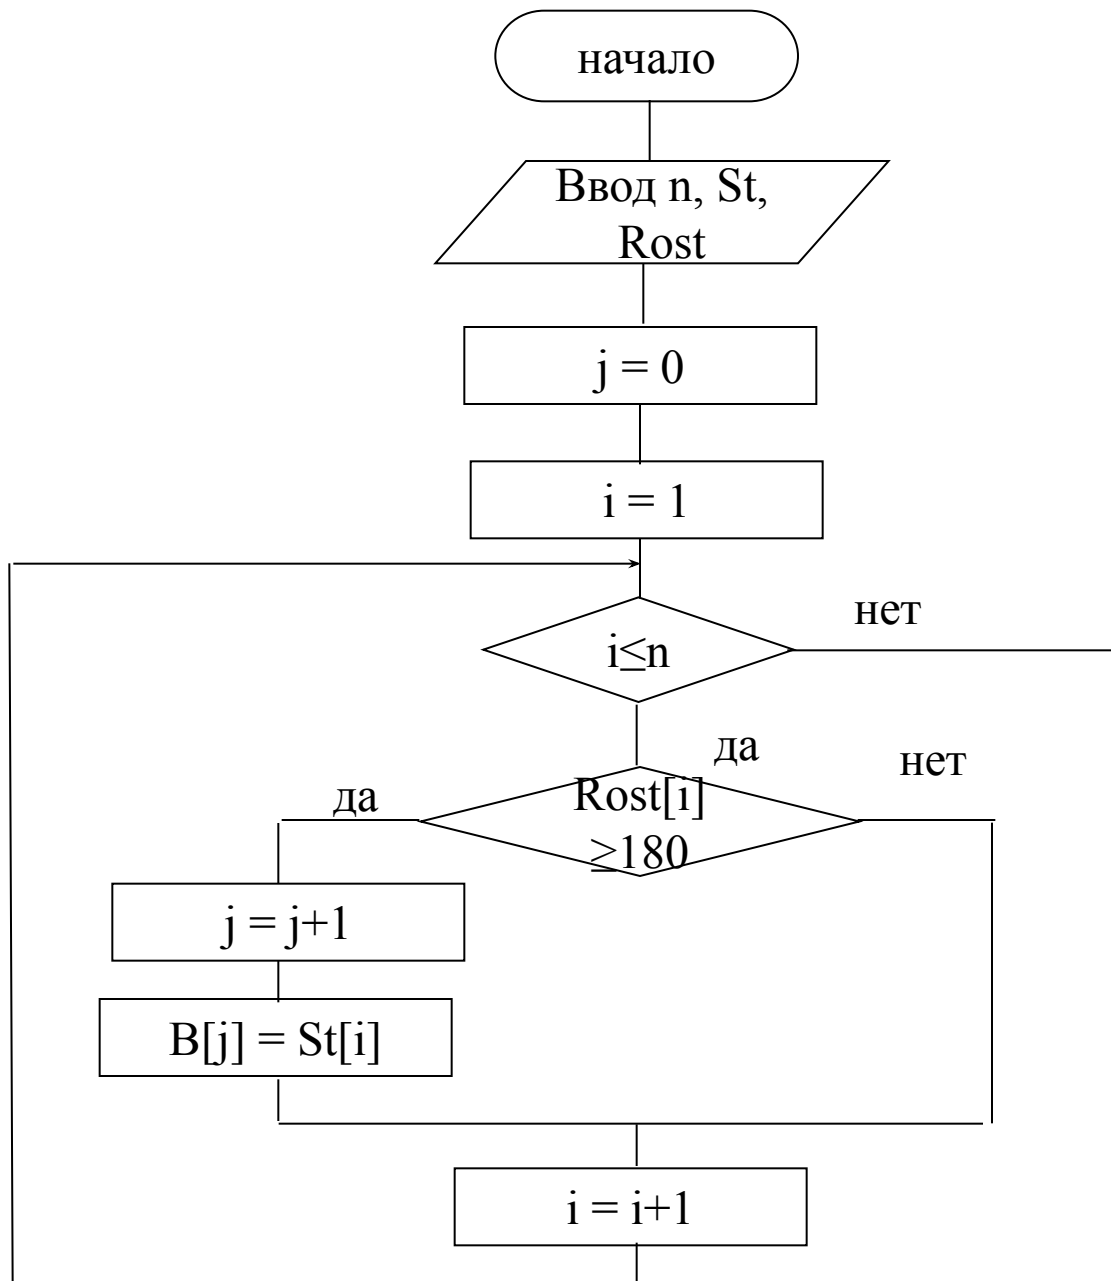 начало
Ввод n, St,
Rost
j = 0
i = 1
i≤n
нет
да
Rost[i]
≥180
да
нет
j = j+1
B[j] = St[i]
i = i+1